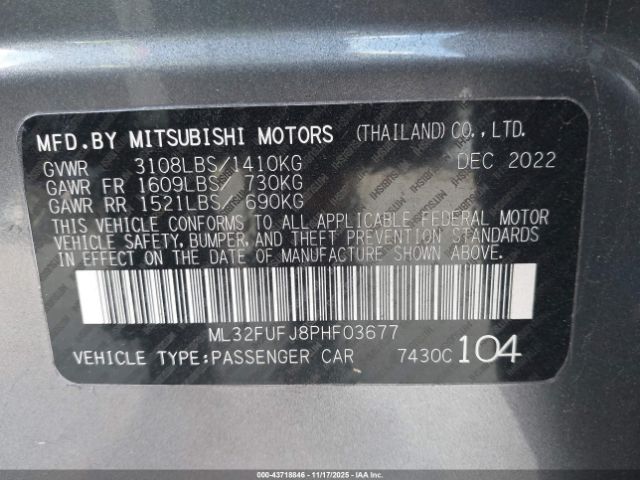 MFD.BY MITSUBISHI MOTORS (THAILAND)CO.,LTD.
GVWR 3108LBS/1410KG DEC 2022
GAWR FR 1609LBS/ 730KG
GAWR RR 1521LBS/ 690KG
THIS VEHICLE CONFORMS TO ALL APPLICABLE FEDERAL MOTOR
VEHICLE SAFETY, BUMPER, AND THEFT PREVENTION STANDARDS
IN EFFECT ON THE DATE OF MANUFACTURE SHOWN ABOVE.
ML32FUFJ8PHF03677
VEHICLE TYPE:PASSENGER CAR 7430C 104
000-43718846 - 11/17/2025 - IAAI.COM